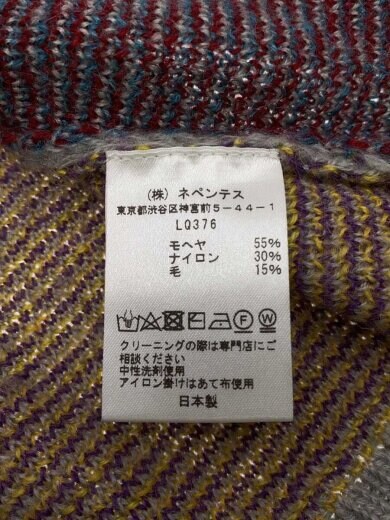 (株) ネペンテス
東京都渋谷区神宮前5-44-1
LQ376
モヘヤ 55%
ナイロン 30%
毛 15%
F W
クリーニングの際は専門店にご
相談ください
中性洗剤使用
アイロン掛けはあて布使用
日本製